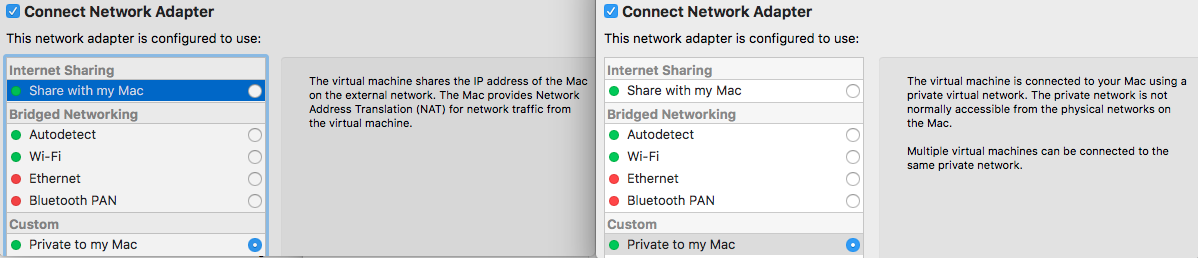 Connect Network Adapter
This network adapter is configured to use:
Internet Sharing
Share with my Mac
Bridged Networking
Autodetect
Wi-Fi
Ethernet
Bluetooth PAN
Custom
Private to my Mac
The virtual machine shares the IP address of the Mac
on the external network. The Mac provides Network
Address Translation (NAT) for network traffic from
the virtual machine.
Connect Network Adapter
This network adapter is configured to use:
Internet Sharing
Share with my Mac
Bridged Networking
Autodetect
Wi-Fi
Ethernet
Bluetooth PAN
Custom
Private to my Mac
The virtual machine is connected to your Mac using a
private virtual network. The private network is not
normally accessible from the physical networks on
the Mac.
Multiple virtual machines can be connected to the
same private network.